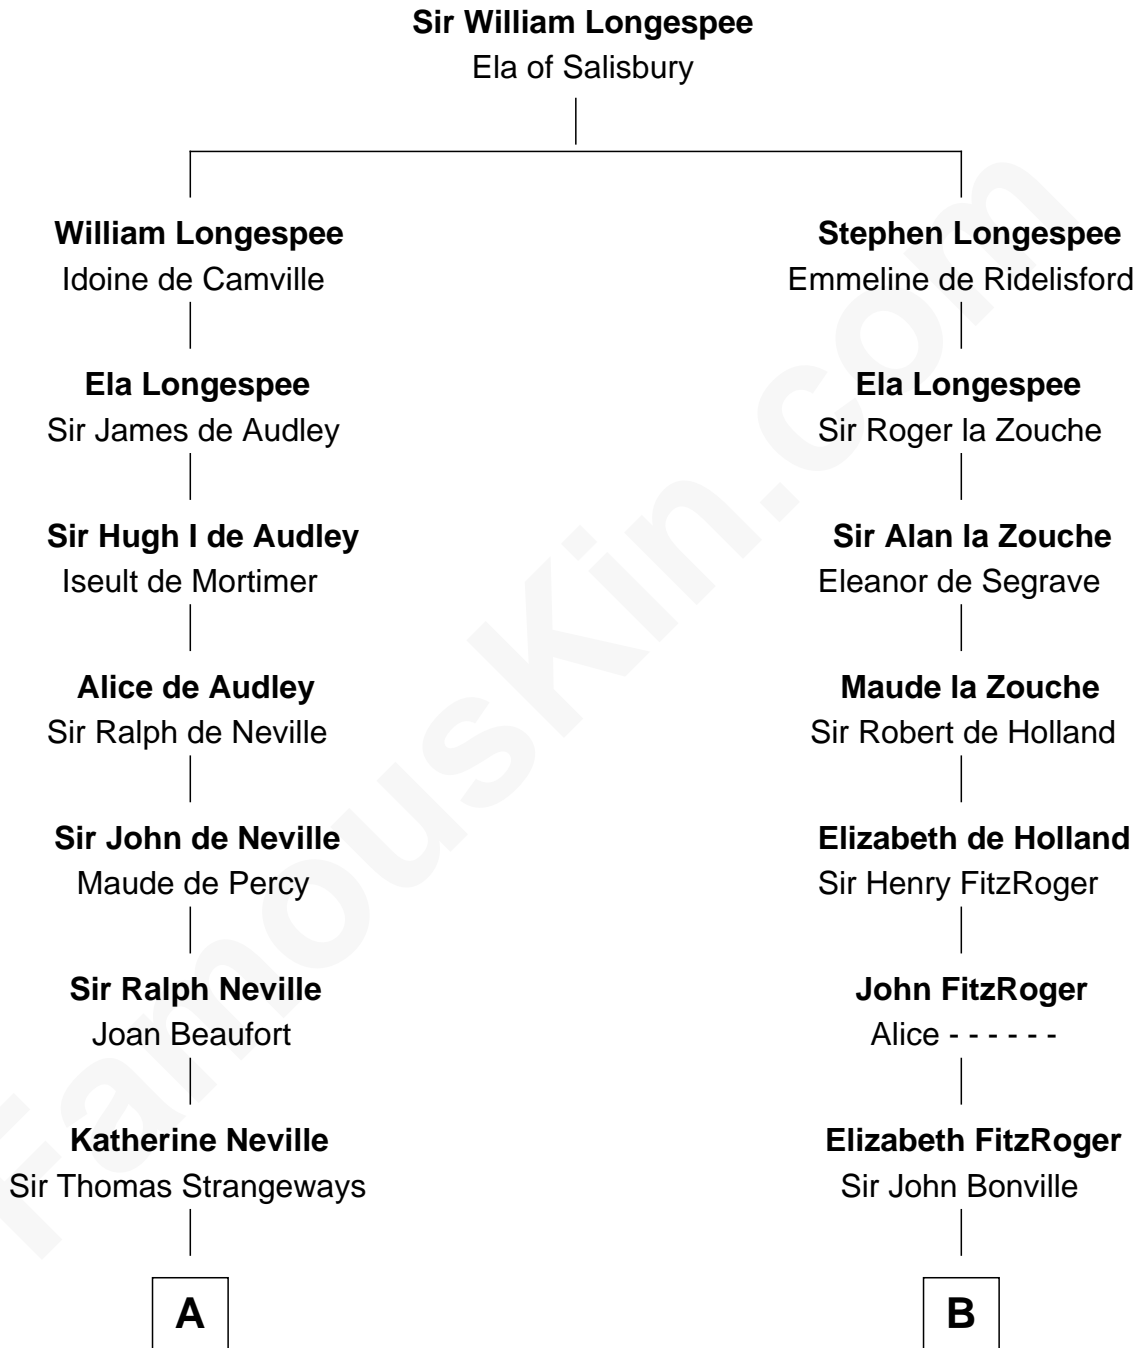 Sir William Longespee
Ela of Salisbury
William Longespee
Idoine de Camville
Stephen Longespee
Emmeline de Ridelisford
Ela Longespee
Sir James de Audley
Ela Longespee
Sir Roger la Zouche
Sir Hugh I de Audley
Iseult de Mortimer
Sir Alan la Zouche
Eleanor de Segrave
Alice de Audley
Sir Ralph de Neville
Maude la Zouche
Sir Robert de Holland
Sir John de Neville
Maude de Percy
Elizabeth de Holland
Sir Henry FitzRoger
Sir Ralph Neville
Joan Beaufort
John FitzRoger
Alice - - - - - -
Katherine Neville
Sir Thomas Strangeways
Elizabeth FitzRoger
Sir John Bonville
A
B
FamousKin.com